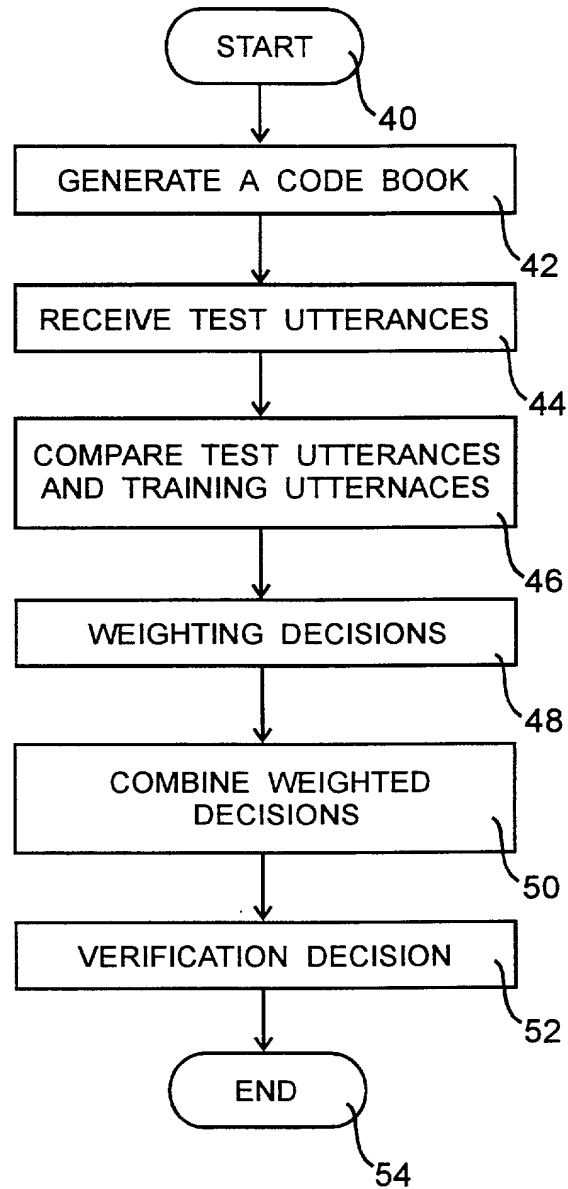 START
40
GENERATE A CODE BOOK
42
RECEIVE TEST UTTERANCES
44
COMPARE TEST UTTERANCES
AND TRAINING UTTERNACES
46
WEIGHTING DECISIONS
48
COMBINE WEIGHTED
DECISIONS
50
VERIFICATION DECISION
52
END
54